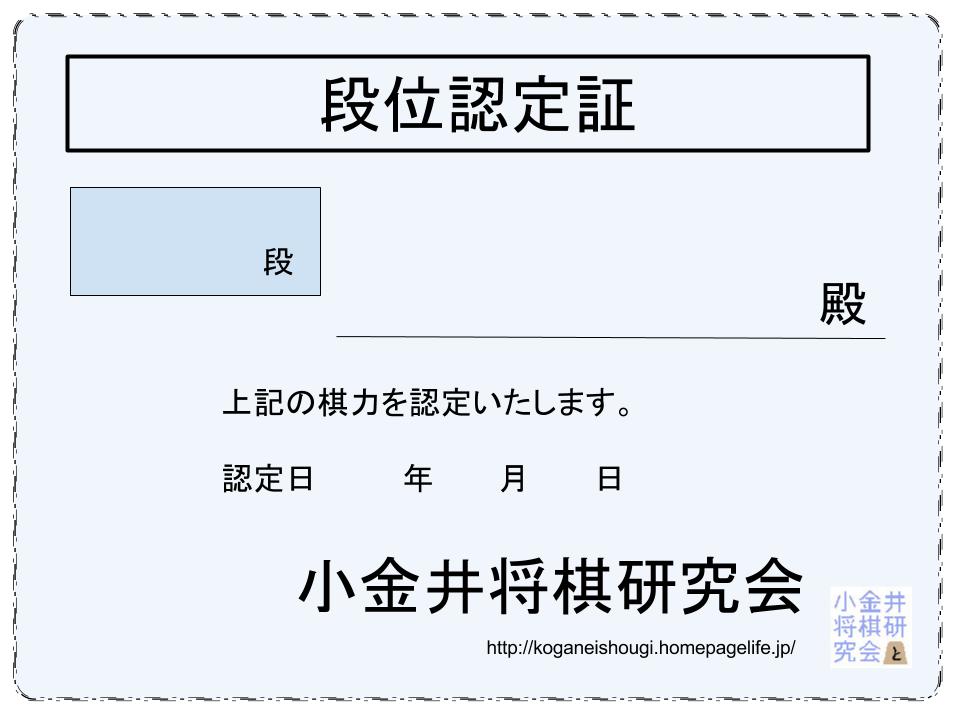 段位認定証
段
殿
上記の棋力を認定いたします。
認定日　　　年　　月　　日
小金井将棋研究会
http://koganeishougi.homepagelife.jp/
小金井
将棋研
究会と